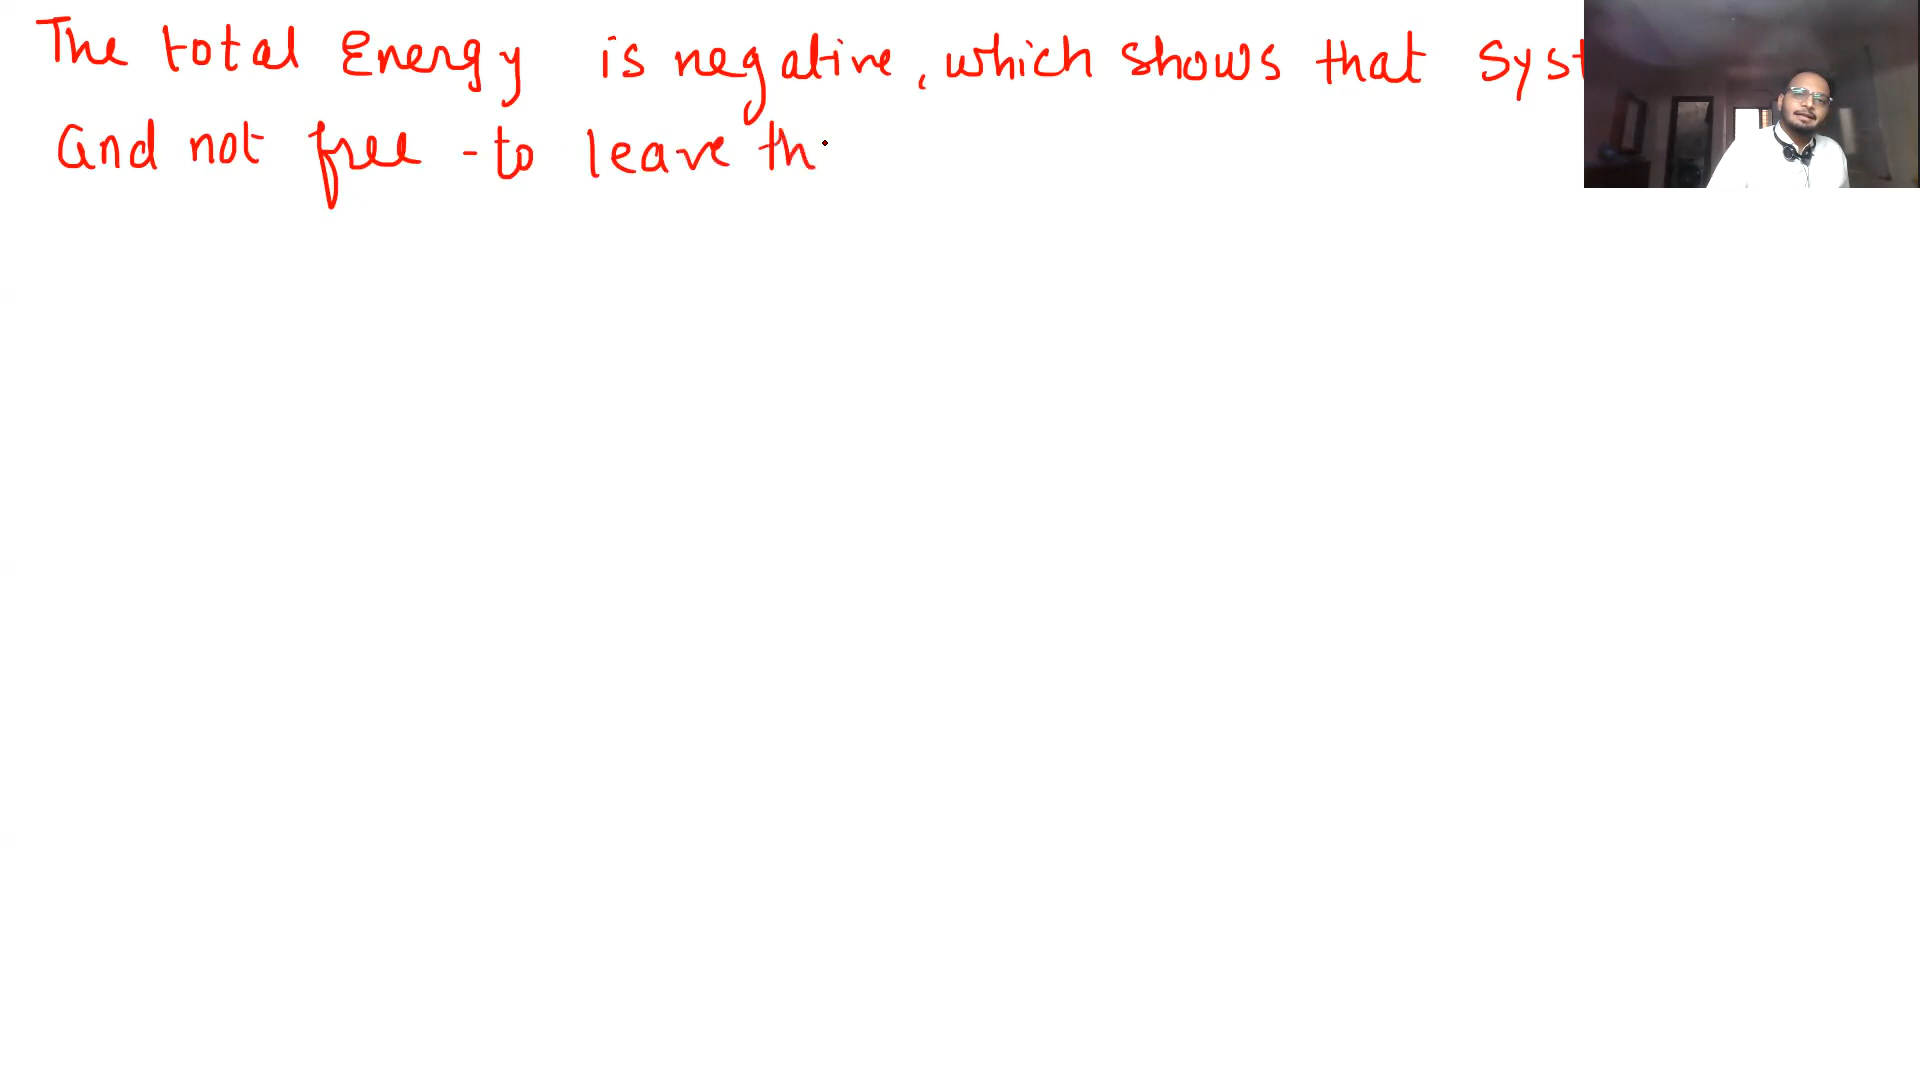 The total Energy is negative, which shows that Syst
and not free - to leave th